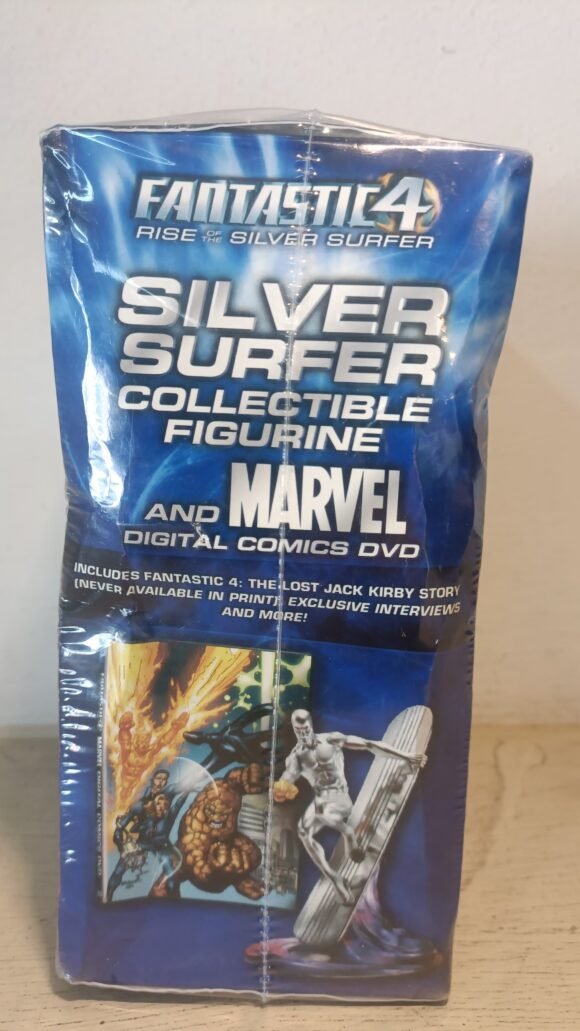 FANTASTIC 4
RISE OF THE SILVER SURFER
SILVER
SURFER
COLLECTIBLE
FIGURINE
AND MARVEL
DIGITAL COMICS DVD
INCLUDES FANTASTIC 4: THE LOST JACK KIRBY STORY
(NEVER AVAILABLE IN PRINT), EXCLUSIVE INTERVIEWS
AND MORE!